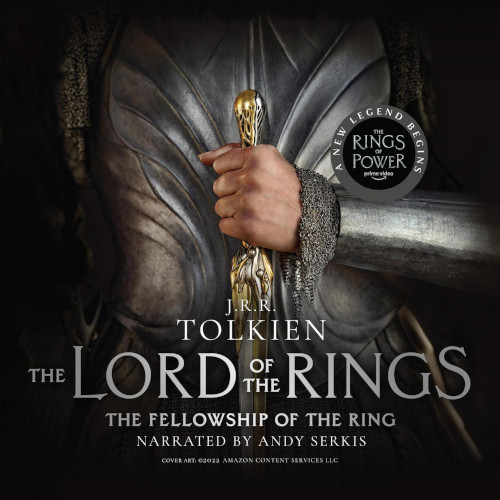 A NEW LEGEND BEGINS
THE
RINGS
OF
POWER
prime video
J.R.R.
TOLKIEN
THE LORD OF THE RINGS
THE FELLOWSHIP OF THE RING
NARRATED BY ANDY SERKIS
COVER ART: ©2022 AMAZON CONTENT SERVICES LLC